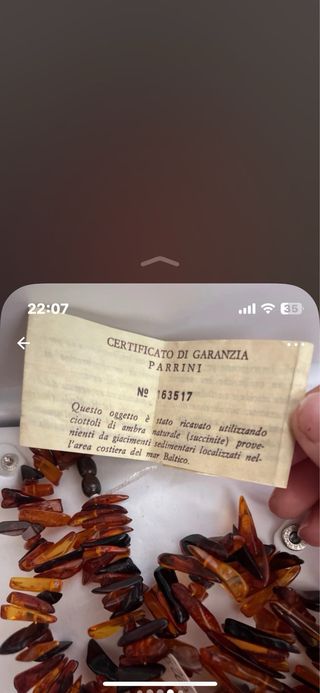 22:07
35
CERTIFICATO DI GARANZIA
PARRINI
Nº 163517
Questo oggetto è stato ricavato utilizzando
ciottoli di ambra naturale (succinite) prove-
nienti da giacimenti sedimentari localizzati nel-
l'area costiera del mar Baltico.